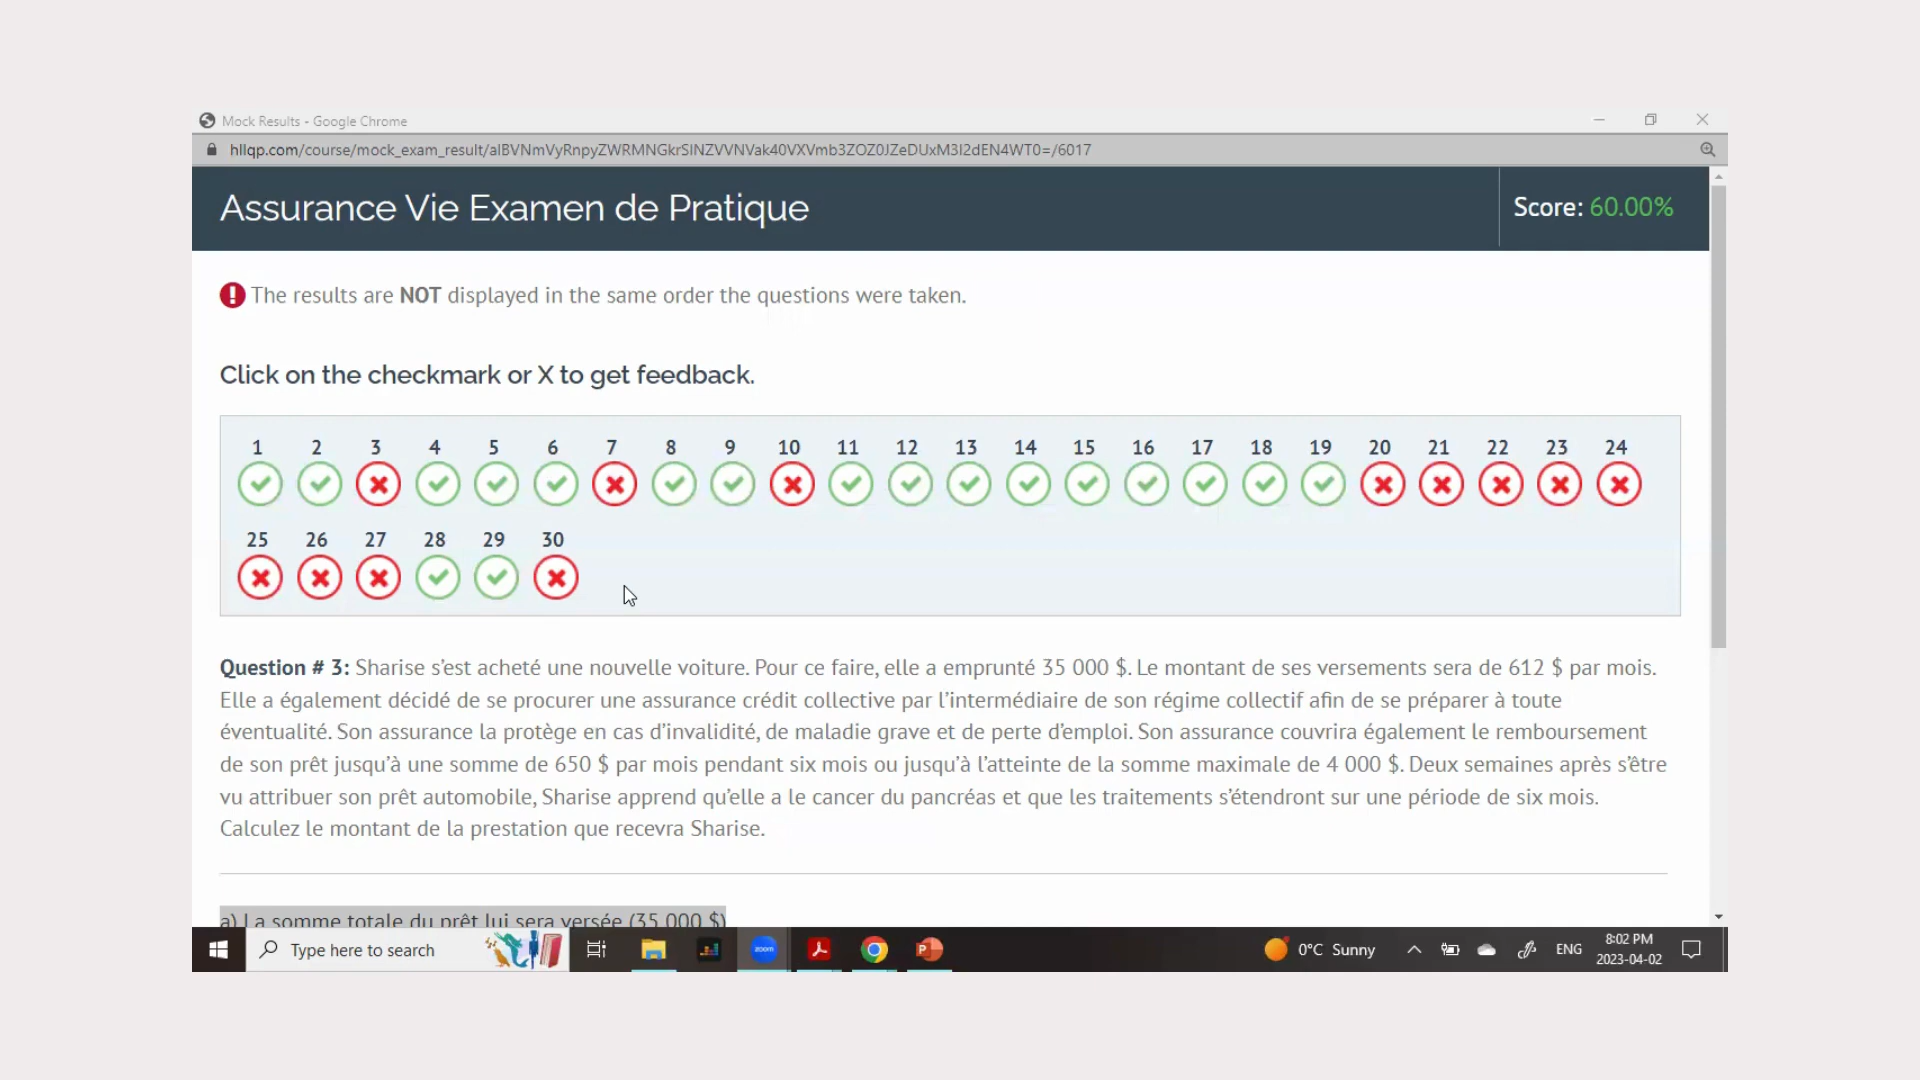 Mock Results - Google Chrome
Assurance Vie Examen de Pratique
Score: 60.00%
The results are NOT displayed in the same order the questions were taken.
Click on the checkmark or X to get feedback.
1 2 3 4 5 6 7 8 9 10 11 12 13 14 15 16 17 18 19 20 21 22 23 24
25 26 27 28 29 30
Question # 3: Sharise s’est acheté une nouvelle voiture. Pour ce faire, elle a emprunté 35 000 $. Le montant de ses versements sera de 612 $ par mois.
Elle a également décidé de se procurer une assurance crédit collective par l’intermédiaire de son régime collectif afin de se préparer à toute
éventualité. Son assurance la protège en cas d’invalidité, de maladie grave et de perte d’emploi. Son assurance couvrira également le remboursement
de son prêt jusqu’à une somme de 650 $ par mois pendant six mois ou jusqu’à l’atteinte de la somme maximale de 4 000 $. Deux semaines après s’être
vu attribuer son prêt automobile, Sharise apprend qu’elle a le cancer du pancréas et que les traitements s’étendront sur une période de six mois.
Calculez le montant de la prestation que recevra Sharise.
a) La somme totale du prêt lui sera versée (35 000 $)
Type here to search
zoom
0°C Sunny
ENG
8:02 PM
2023-04-02